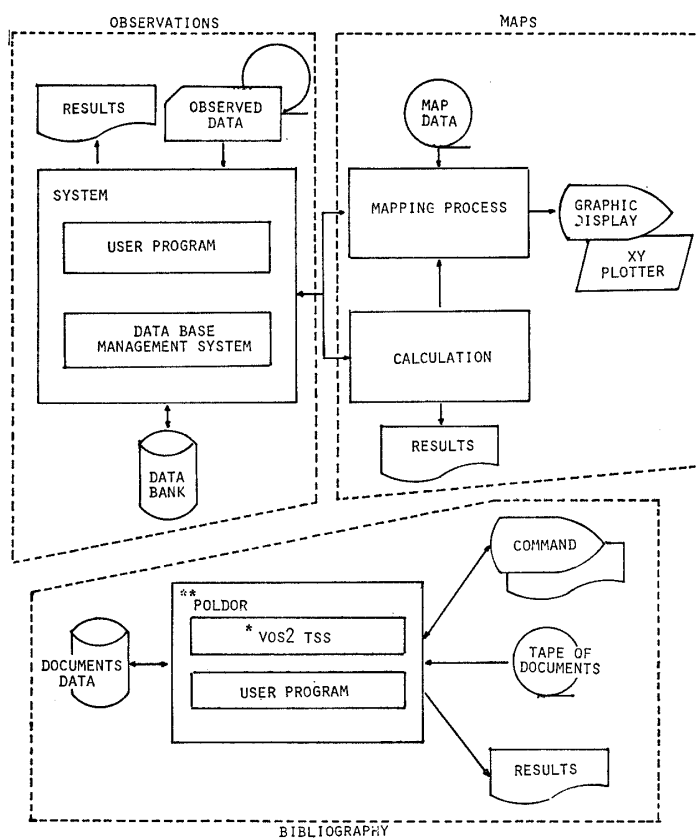 OBSERVATIONS
RESULTS
OBSERVED
DATA
SYSTEM
USER PROGRAM
DATA BASE
MANAGEMENT SYSTEM
DATA
BANK
MAPS
MAP
DATA
MAPPING PROCESS
GRAPHIC
DISPLAY
XY
PLOTTER
CALCULATION
RESULTS
**
POLDOR
* VOS2 TSS
USER PROGRAM
DOCUMENTS
DATA
COMMAND
TAPE OF
DOCUMENTS
RESULTS
BIBLIOGRAPHY